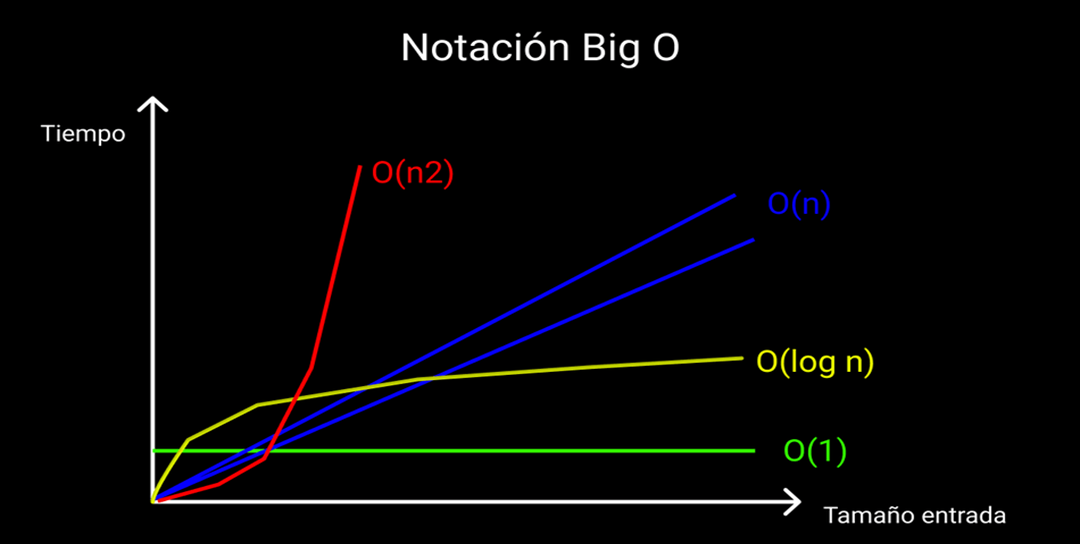 Notación Big O
Tiempo
O(n2)
O(n)
O(log n)
O(1)
Tamaño entrada